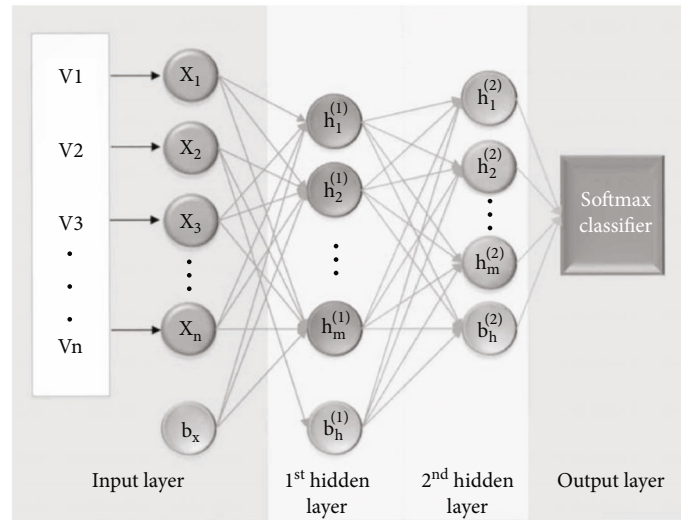 V1
V2
V3
Vn
X₁
X₂
X₃
Xₙ
bₓ
h₁⁽¹⁾
h₂⁽¹⁾
hₘ⁽¹⁾
bₕ⁽¹⁾
h₁⁽²⁾
h₂⁽²⁾
hₘ⁽²⁾
bₕ⁽²⁾
Softmax
classifier
Input layer
1ˢᵗ hidden
layer
2ⁿᵈ hidden
layer
Output layer